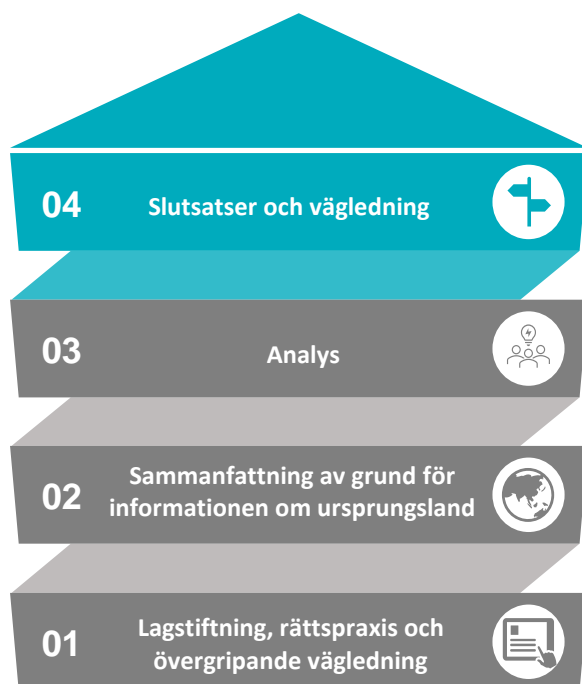 04
Slutsatser och vägledning
03
Analys
02
Sammanfattning av grund för
informationen om ursprungsland
01
Lagstiftning, rättspraxis och
övergripande vägledning